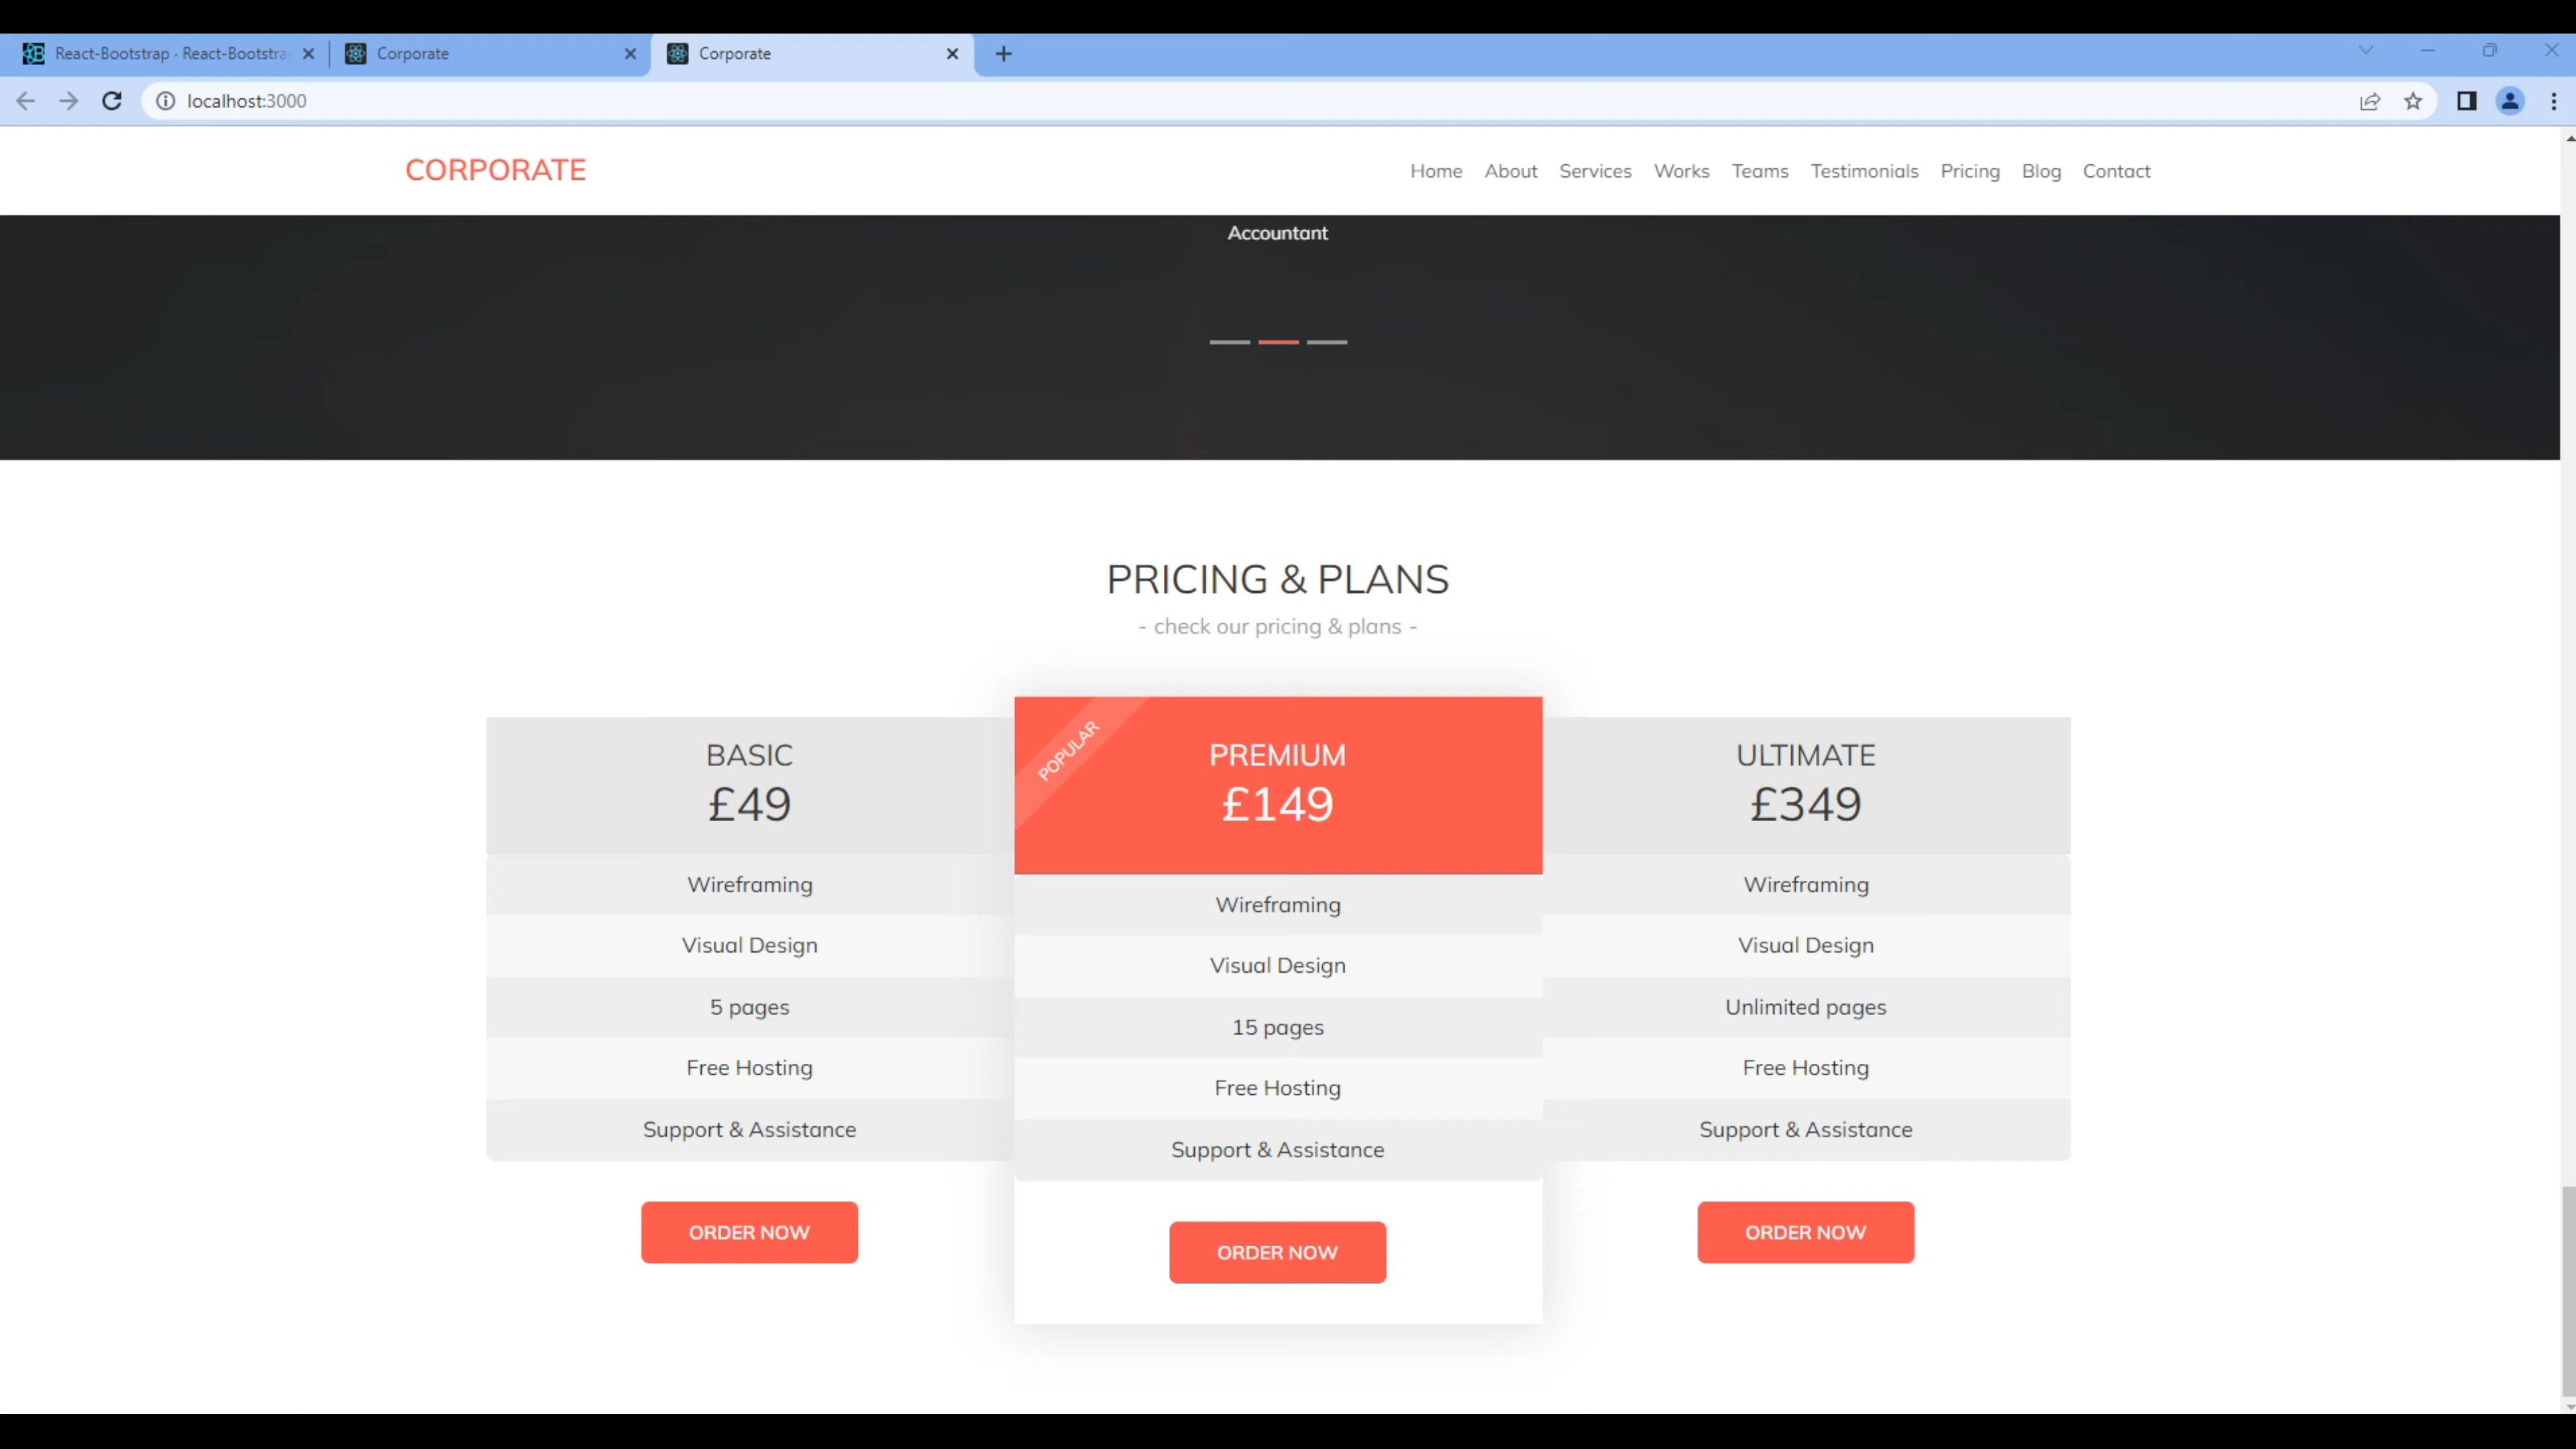 React-Bootstrap · React-Bootstra
Corporate
Corporate
localhost:3000
CORPORATE
Home About Services Works Teams Testimonials Pricing Blog Contact
Accountant
PRICING & PLANS
- check our pricing & plans -
BASIC
£49
Wireframing
Visual Design
5 pages
Free Hosting
Support & Assistance
ORDER NOW
POPULAR
PREMIUM
£149
Wireframing
Visual Design
15 pages
Free Hosting
Support & Assistance
ORDER NOW
ULTIMATE
£349
Wireframing
Visual Design
Unlimited pages
Free Hosting
Support & Assistance
ORDER NOW